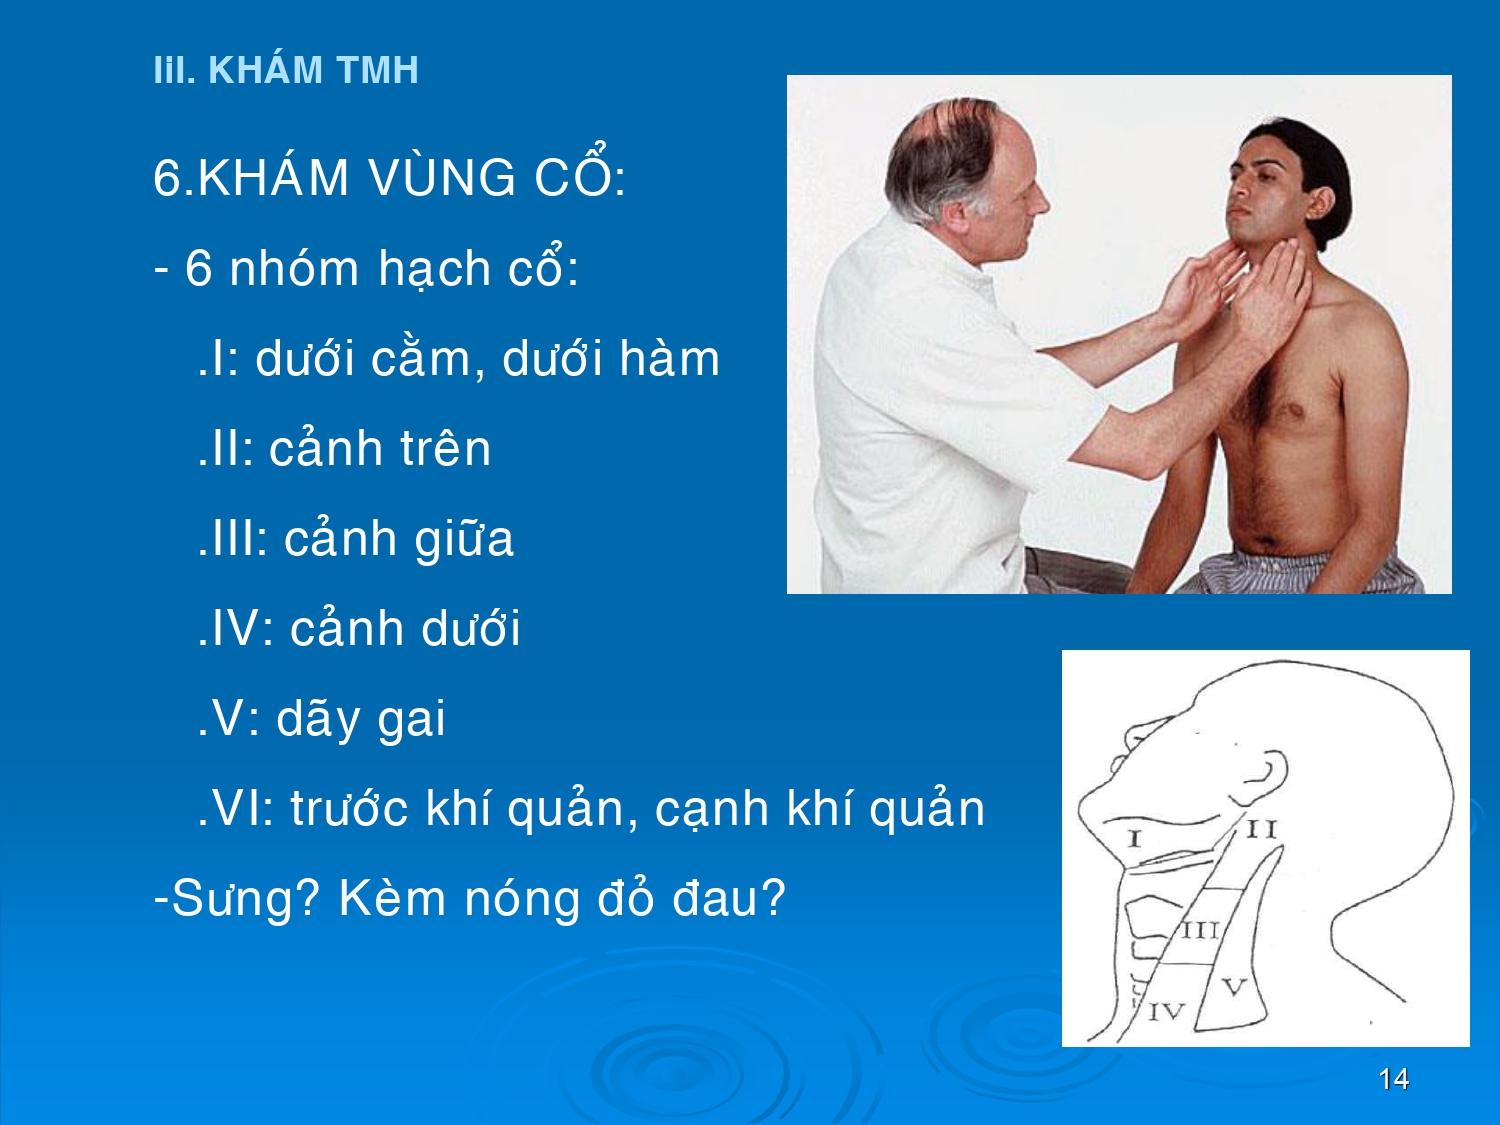 IiI. KHÁM TMH
6.KHÁM VÙNG CỔ:
- 6 nhóm hạch cổ:
.I: dưới cằm, dưới hàm
.II: cảnh trên
.III: cảnh giữa
.IV: cảnh dưới
.V: dãy gai
.VI: trước khí quản, cạnh khí quản
-Sưng? Kèm nóng đỏ đau?
I
II
III
IV
V
14